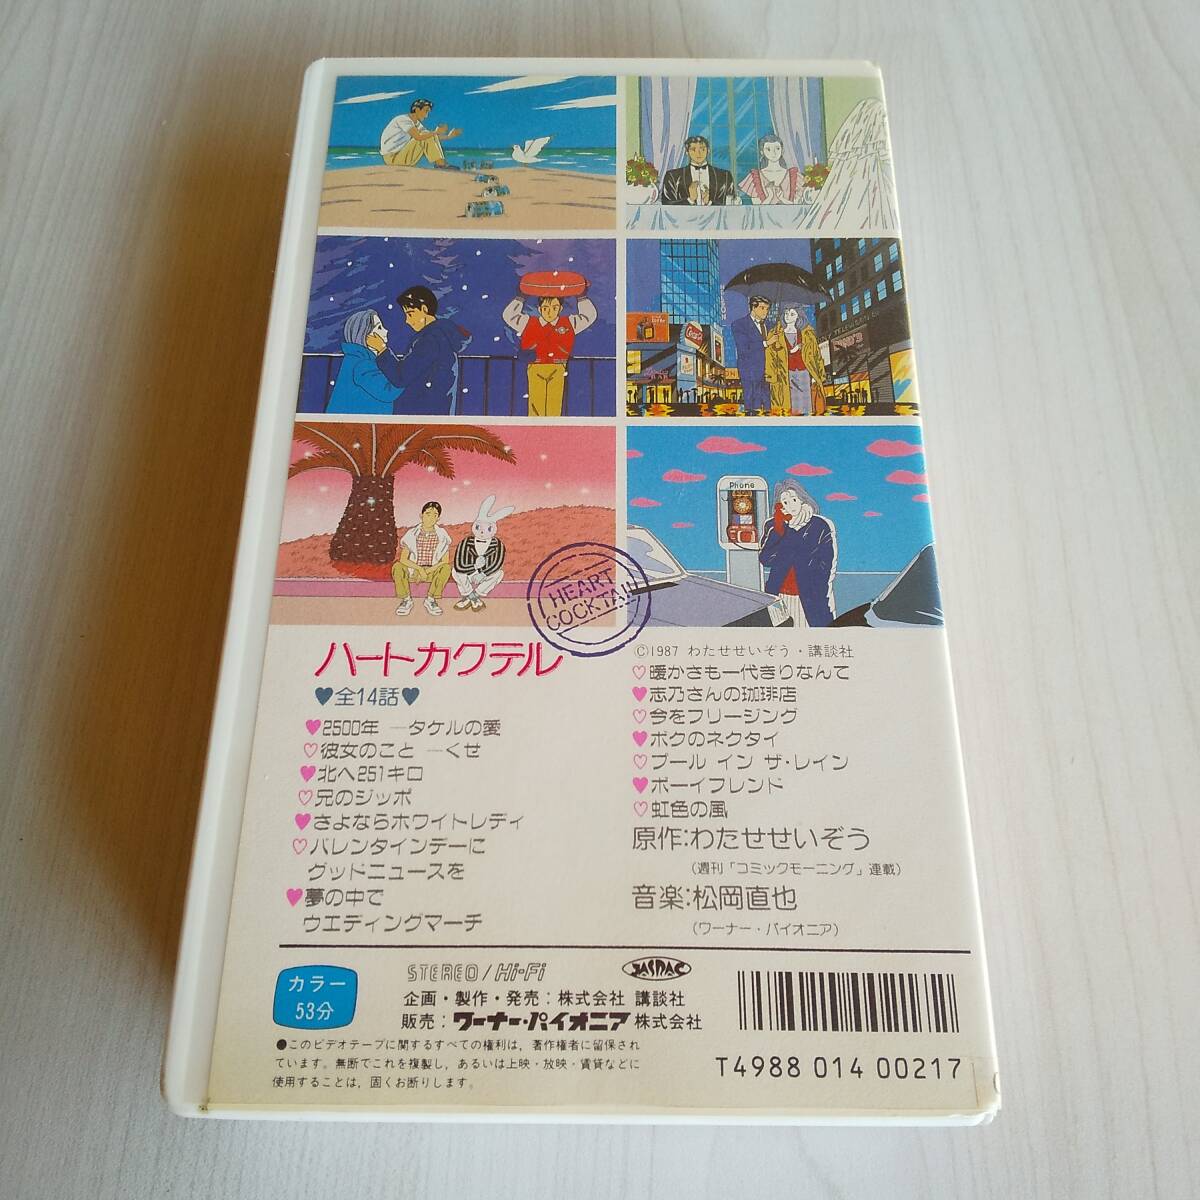 Phone
HEART
COCKTAIL
ハートカクテル
♥全14話♥
♥2500年 ―タケルの愛
♡彼女のこと ―くせ
♥北へ251キロ
♡兄のジッポ
♥さよならホワイトレディ
♡バレンタインデーに
グッドニュースを
♥夢の中で
ウエディングマーチ
©1987 わたせせいぞう・講談社
♡暖かさも一代きりなんて
♥志乃さんの珈琲店
♡今をフリージング
♥ボクのネクタイ
♡プール イン ザ・レイン
♥ボーイフレンド
♡虹色の風
原作:わたせせいぞう
(週刊「コミックモーニング」連載)
音楽:松岡直也
(ワーナー・パイオニア)
カラー
53分
STEREO/Hi-Fi
JASRAC
企画・製作・発売:株式会社 講談社
販売:ワーナー・パイオニア株式会社
●このビデオテープに関するすべての権利は、著作権者に留保され
ています。無断でこれを複製し、あるいは上映・放映・賃貸などに
使用することは、固くお断りします。
T4988 014 00217